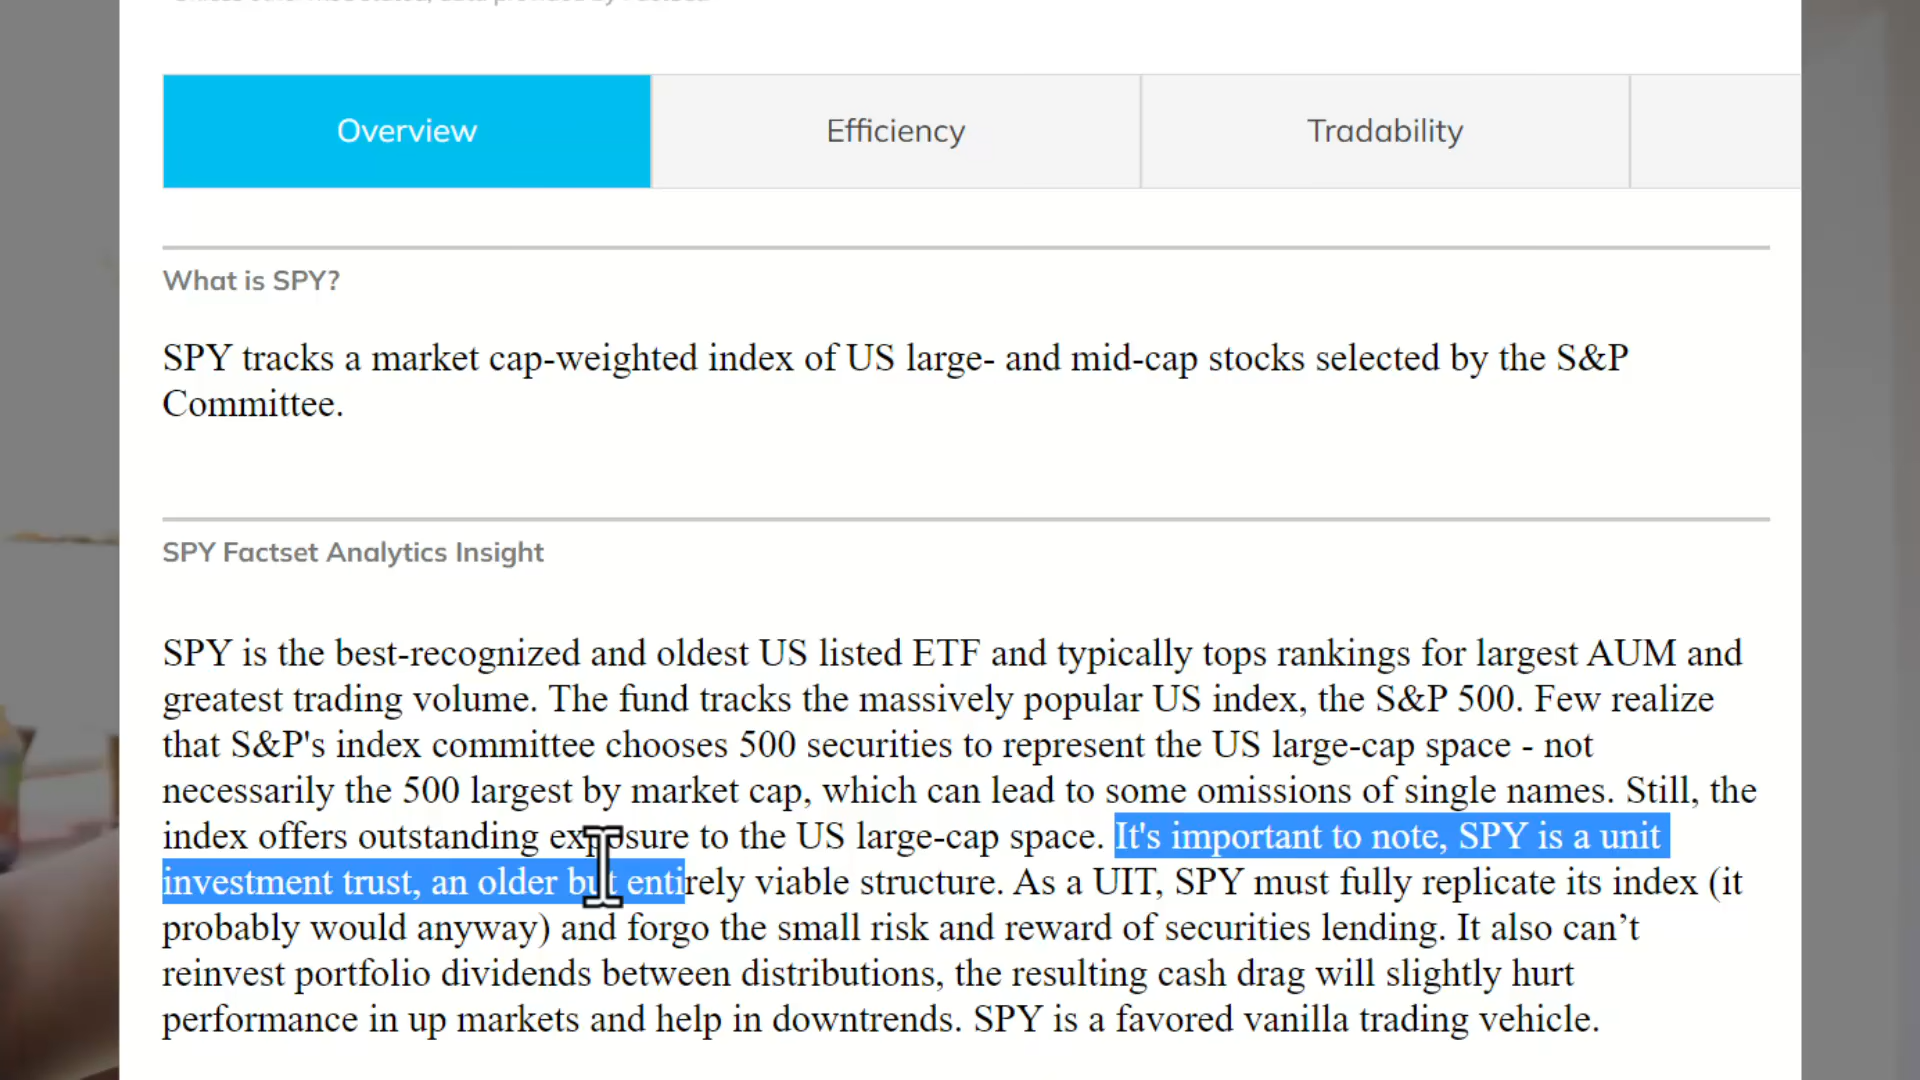 Overview
Efficiency
Tradability
What is SPY?
SPY tracks a market cap-weighted index of US large- and mid-cap stocks selected by the S&P
Committee.
SPY Factset Analytics Insight
SPY is the best-recognized and oldest US listed ETF and typically tops rankings for largest AUM and
greatest trading volume. The fund tracks the massively popular US index, the S&P 500. Few realize
that S&P's index committee chooses 500 securities to represent the US large-cap space - not
necessarily the 500 largest by market cap, which can lead to some omissions of single names. Still, the
index offers outstanding exposure to the US large-cap space. It's important to note, SPY is a unit
investment trust, an older but entirely viable structure. As a UIT, SPY must fully replicate its index (it
probably would anyway) and forgo the small risk and reward of securities lending. It also can’t
reinvest portfolio dividends between distributions, the resulting cash drag will slightly hurt
performance in up markets and help in downtrends. SPY is a favored vanilla trading vehicle.